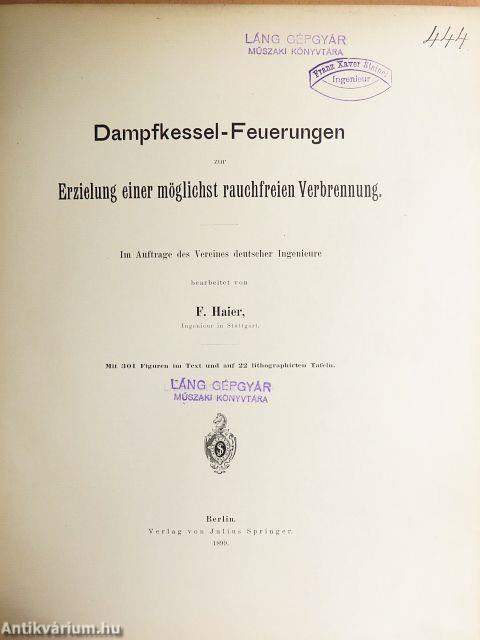 LÁNG GÉPGYÁR
MŰSZAKI KÖNYVTÁRA
444
Franz Xaver
Ingenieur
Dampfkessel-Feuerungen
zur
Erzielung einer möglichst rauchfreien Verbrennung.
Im Auftrage des Vereines deutscher Ingenieure
bearbeitet von
F. Haier,
Ingenieur in Stuttgart.
Mit 301 Figuren im Text und auf 22 lithographirten Tafeln.
LÁNG GÉPGYÁR
MŰSZAKI KÖNYVTÁRA
Berlin.
Verlag von Julius Springer.
1899.
Antikvárium.hu